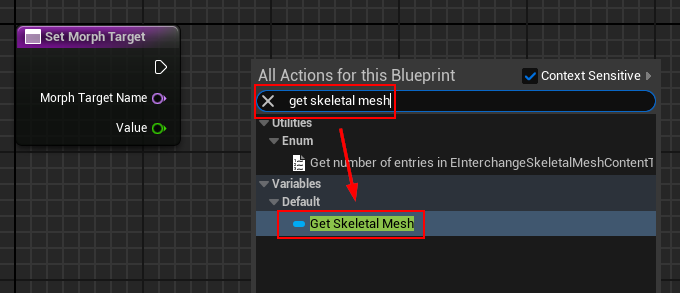 Set Morph Target
Morph Target Name
Value
All Actions for this Blueprint
Context Sensitive
get skeletal mesh
Utilities
Enum
Get number of entries in EInterchangeSkeletalMeshContentT
Variables
Default
Get Skeletal Mesh